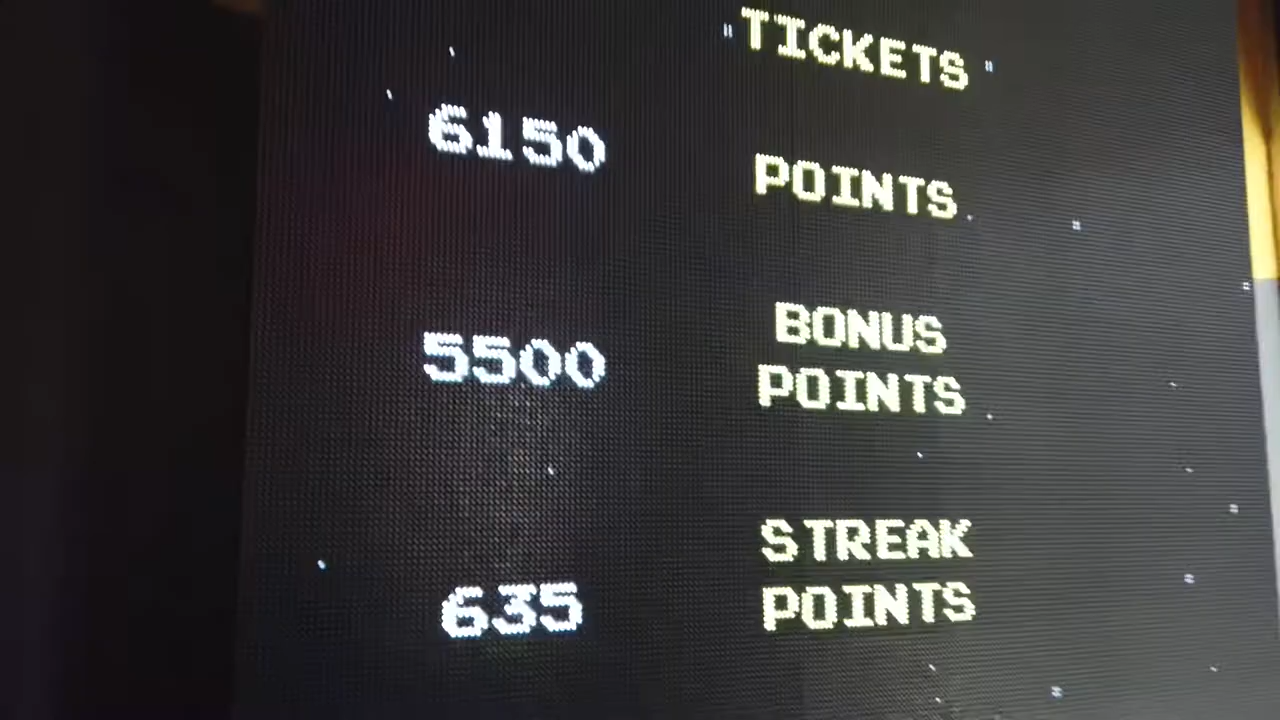 TICKETS
6150 POINTS
5500 BONUS
POINTS
635 STREAK
POINTS